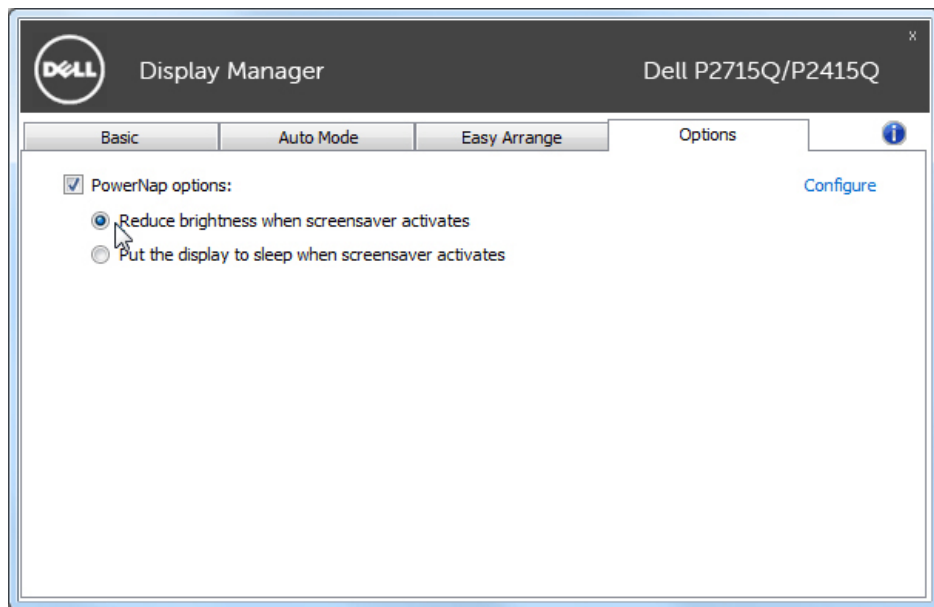 DELL Display Manager Dell P2715Q/P2415Q x
Basic Auto Mode Easy Arrange Options i
PowerNap options: Configure
Reduce brightness when screensaver activates
Put the display to sleep when screensaver activates